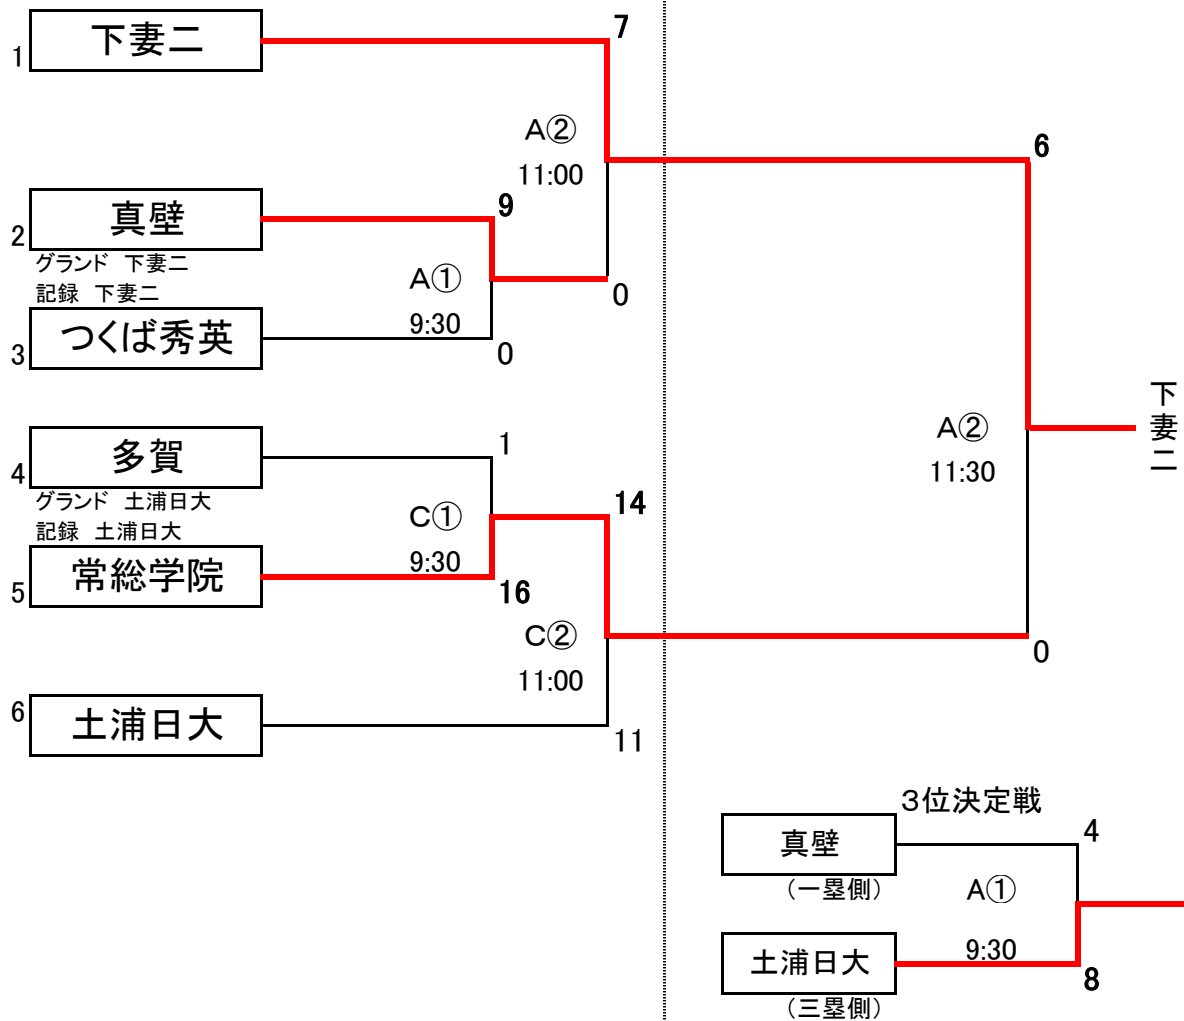 1
下妻二
7
A②
11:00
6
2
真壁
9
グランド 下妻二
記録 下妻二
A①
9:30
0
3
つくば秀英
0
4
多賀
1
グランド 土浦日大
記録 土浦日大
C①
9:30
14
5
常総学院
16
C②
11:00
6
土浦日大
11
A②
11:30
0
下妻二
3位決定戦
真壁
4
(一塁側)
A①
9:30
土浦日大
8
(三塁側)